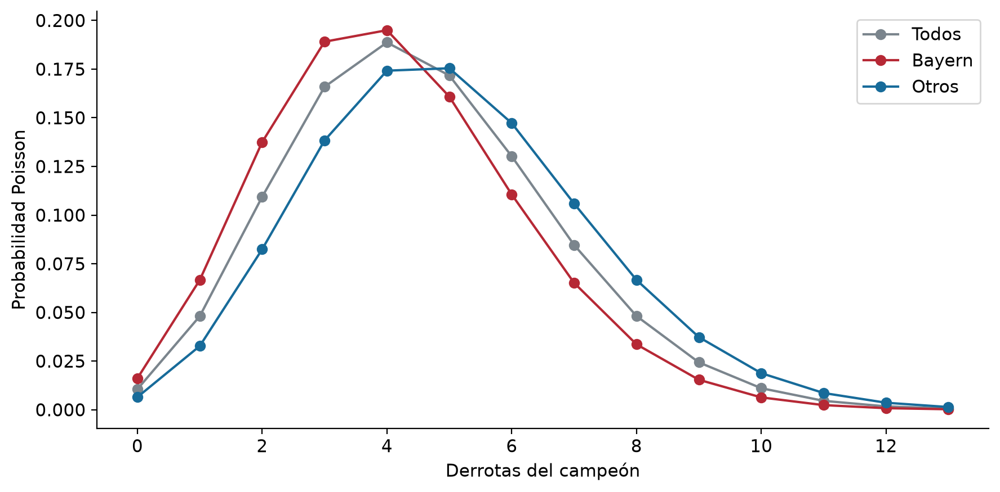 0.200
0.175
0.150
0.125
0.100
0.075
0.050
0.025
0.000
Probabilidad Poisson
0 2 4 6 8 10 12
Derrotas del campeón
Todos
Bayern
Otros